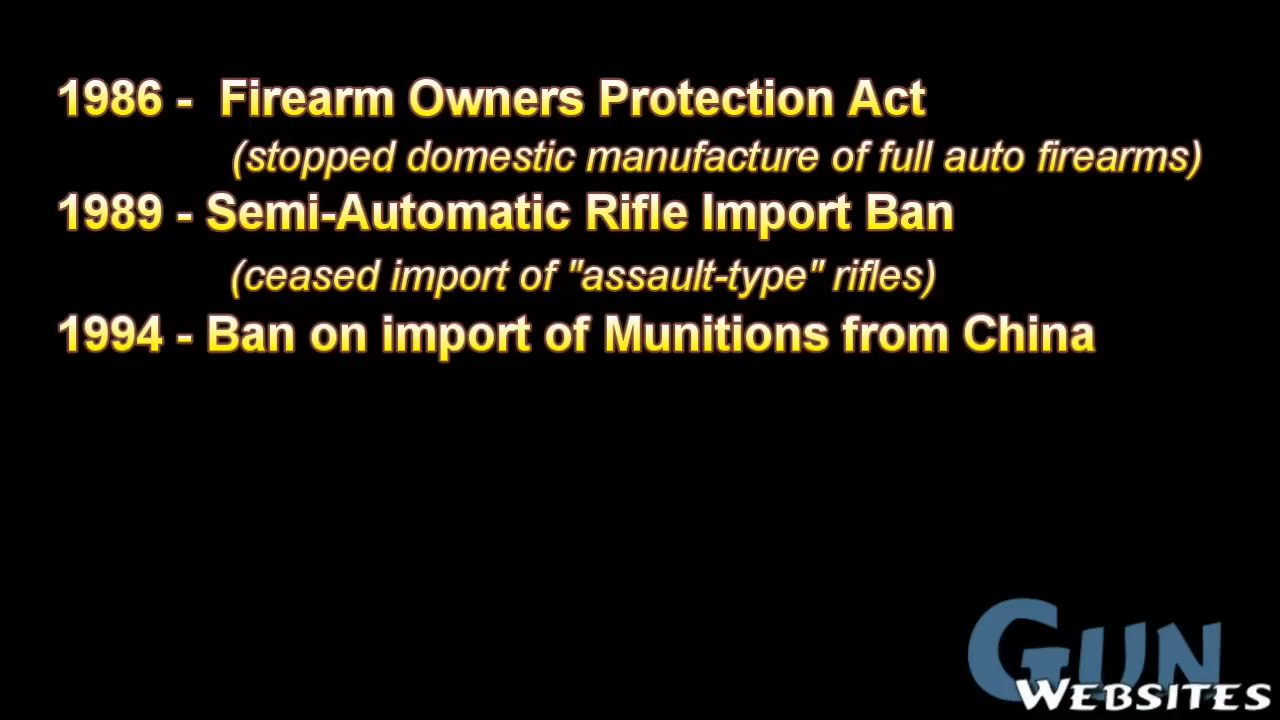 1986 - Firearm Owners Protection Act
(stopped domestic manufacture of full auto firearms)
1989 - Semi-Automatic Rifle Import Ban
(ceased import of "assault-type" rifles)
1994 - Ban on import of Munitions from China
GUN
WEBSITES